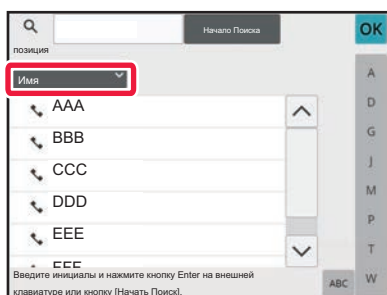 Начало Поиска
OK
позиция
Имя
AAA
BBB
CCC
DDD
EEE
FFF
Введите инициалы и нажмите кнопку Enter на внешней
клавиатуре или кнопку [Начать Поиск].
ABC
A
D
G
J
M
P
T
W